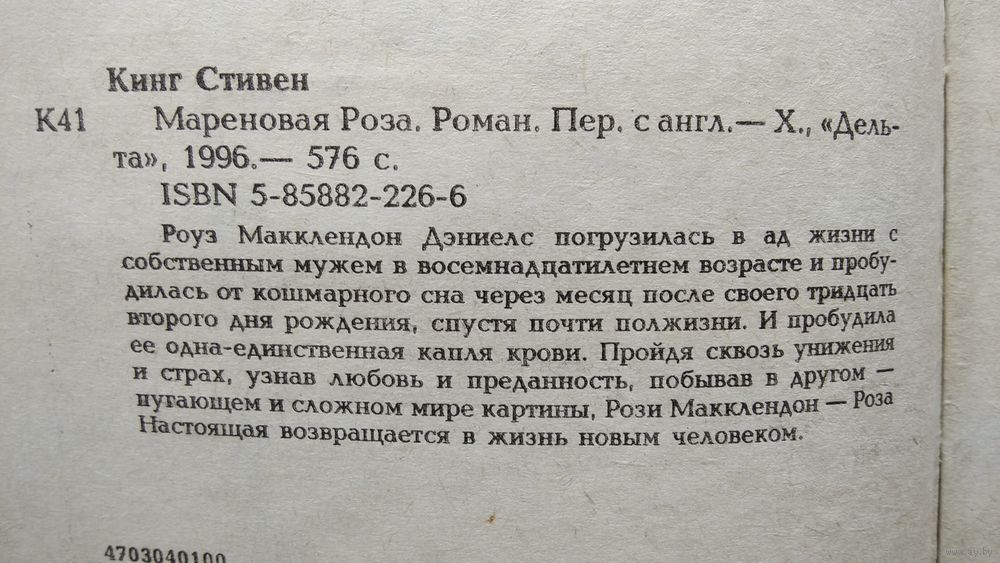 Кинг Стивен
К41 Мареновая Роза. Роман. Пер. с англ.— Х., «Дель-
та», 1996.— 576 с.
ISBN 5-85882-226-6
Роуз Макклендон Дэниелс погрузилась в ад жизни с
собственным мужем в восемнадцатилетнем возрасте и пробу-
дилась от кошмарного сна через месяц после своего тридцать
второго дня рождения, спустя почти полжизни. И пробудила
ее одна-единственная капля крови. Пройдя сквозь унижения
и страх, узнав любовь и преданность, побывав в другом —
пугающем и сложном мире картины, Рози Макклендон — Роза
Настоящая возвращается в жизнь новым человеком.
4703040100
www.ay.by